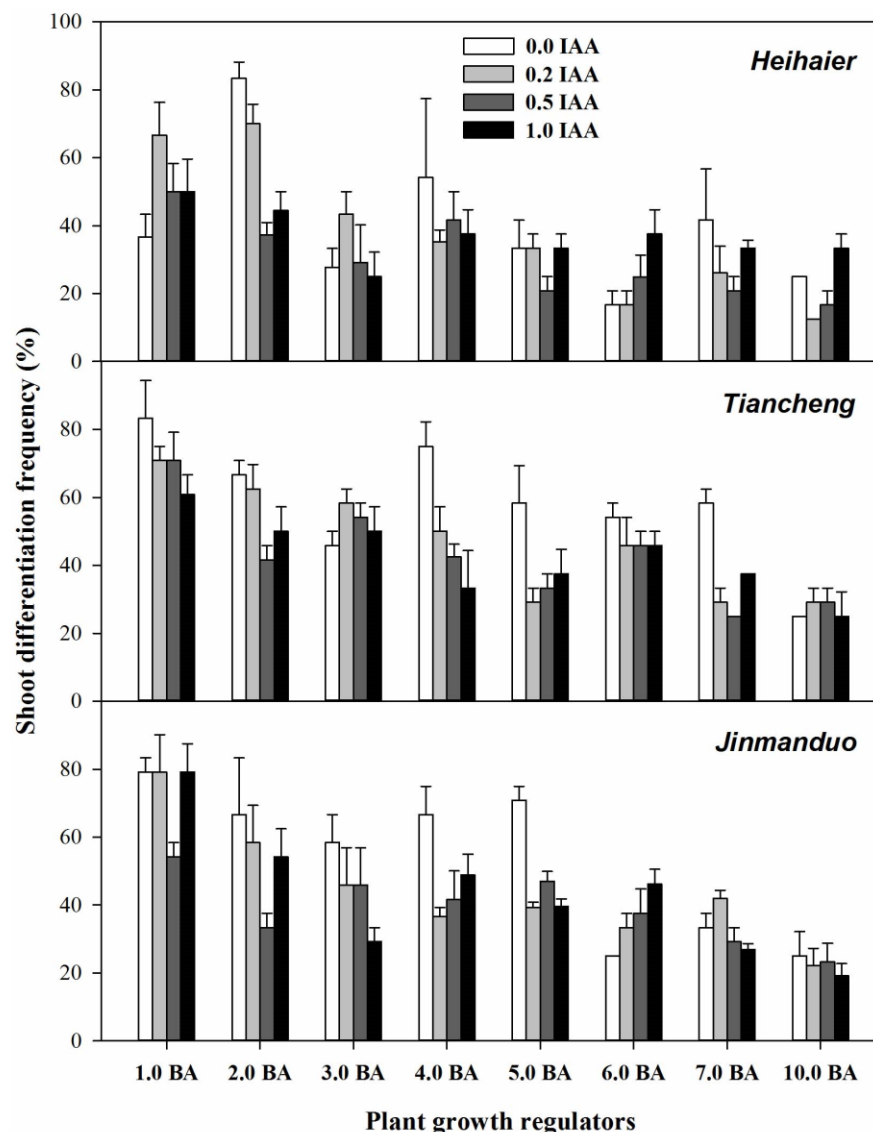 100
80
60
40
20
0
0.0 IAA
0.2 IAA
0.5 IAA
1.0 IAA
Heihaier
80
60
40
20
0
Tiancheng
Shoot differentiation frequency (%)
80
60
40
20
0
Jinmanduo
1.0 BA 2.0 BA 3.0 BA 4.0 BA 5.0 BA 6.0 BA 7.0 BA 10.0 BA
Plant growth regulators